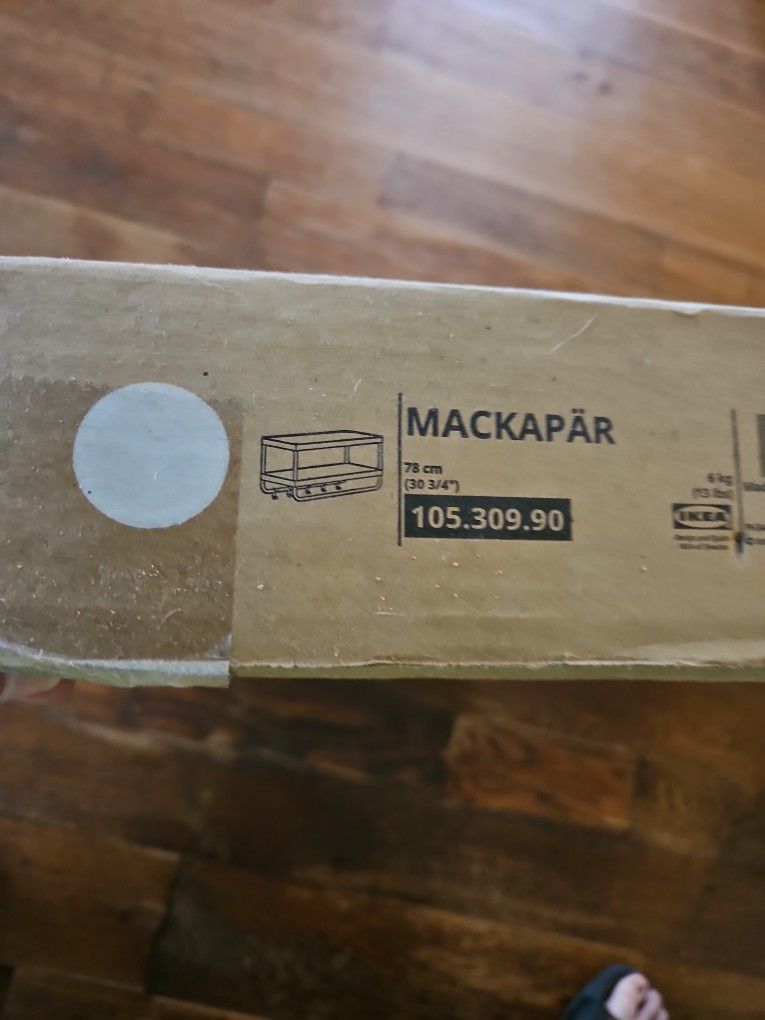 MACKAPÄR
78 cm
(30 3/4")
105.309.90
6 kg
(13 lbs)
IKEA